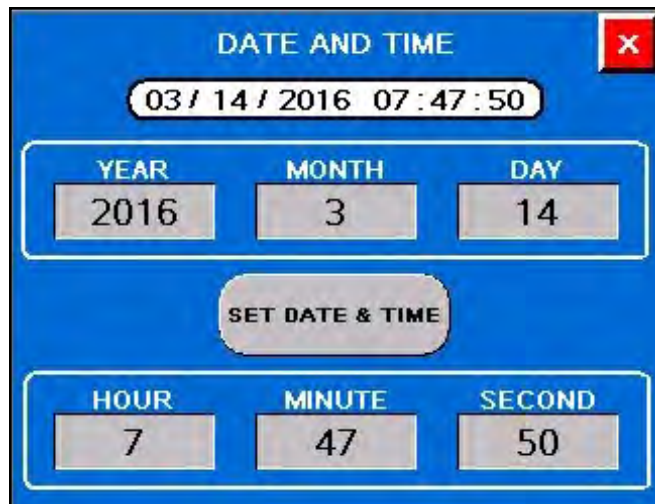 DATE AND TIME X
03 / 14 / 2016 07 : 47 : 50
YEAR MONTH DAY
2016 3 14
SET DATE & TIME
HOUR MINUTE SECOND
7 47 50